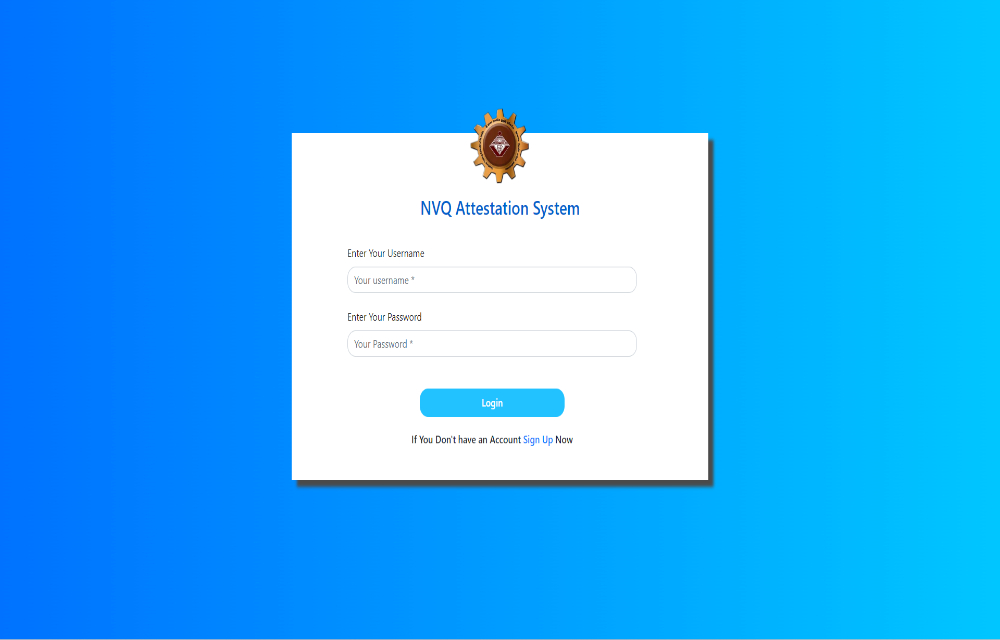 NVQ Attestation System
Enter Your Username
Your username *
Enter Your Password
Your Password *
Login
If You Don't have an Account Sign Up Now